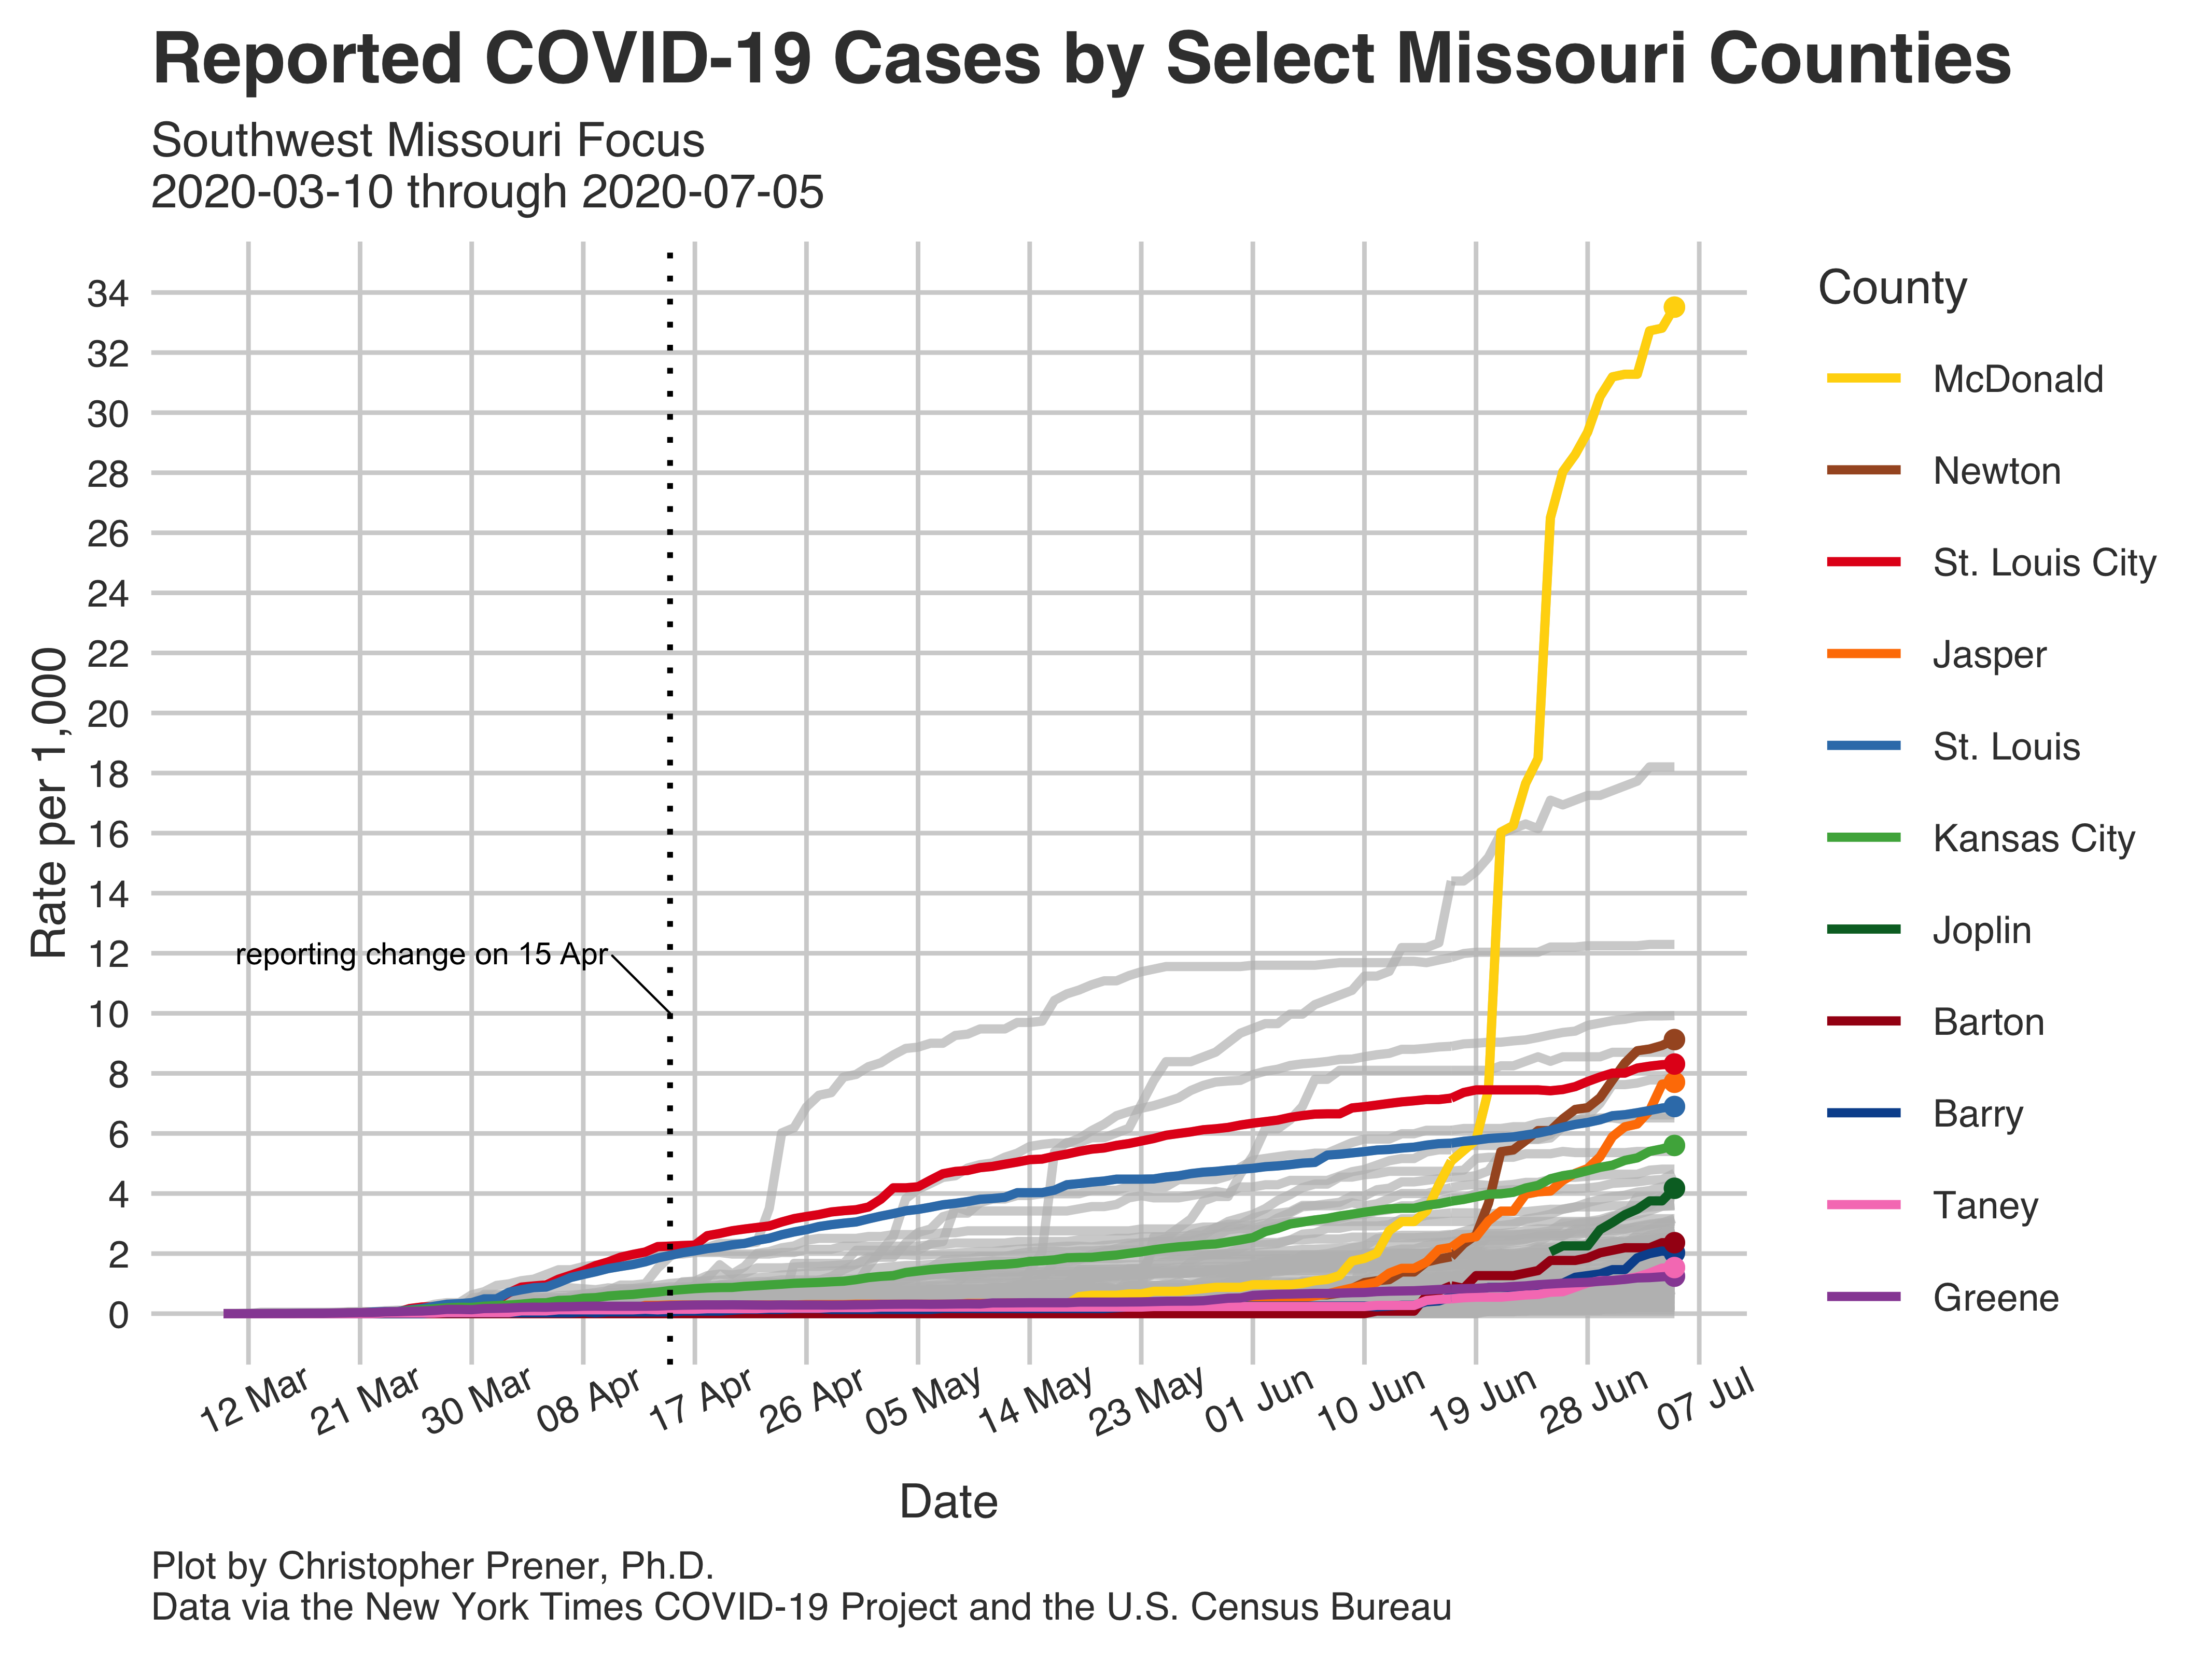 Reported COVID-19 Cases by Select Missouri Counties
Southwest Missouri Focus
2020-03-10 through 2020-07-05
Rate per 1,000
34
32
30
28
26
24
22
20
18
16
14
12
10
8
6
4
2
0
reporting change on 15 Apr
12 Mar
21 Mar
30 Mar
08 Apr
17 Apr
26 Apr
05 May
14 May
23 May
01 Jun
10 Jun
19 Jun
28 Jun
07 Jul
Date
County
McDonald
Newton
St. Louis City
Jasper
St. Louis
Kansas City
Joplin
Barton
Barry
Taney
Greene
Plot by Christopher Prener, Ph.D.
Data via the New York Times COVID-19 Project and the U.S. Census Bureau